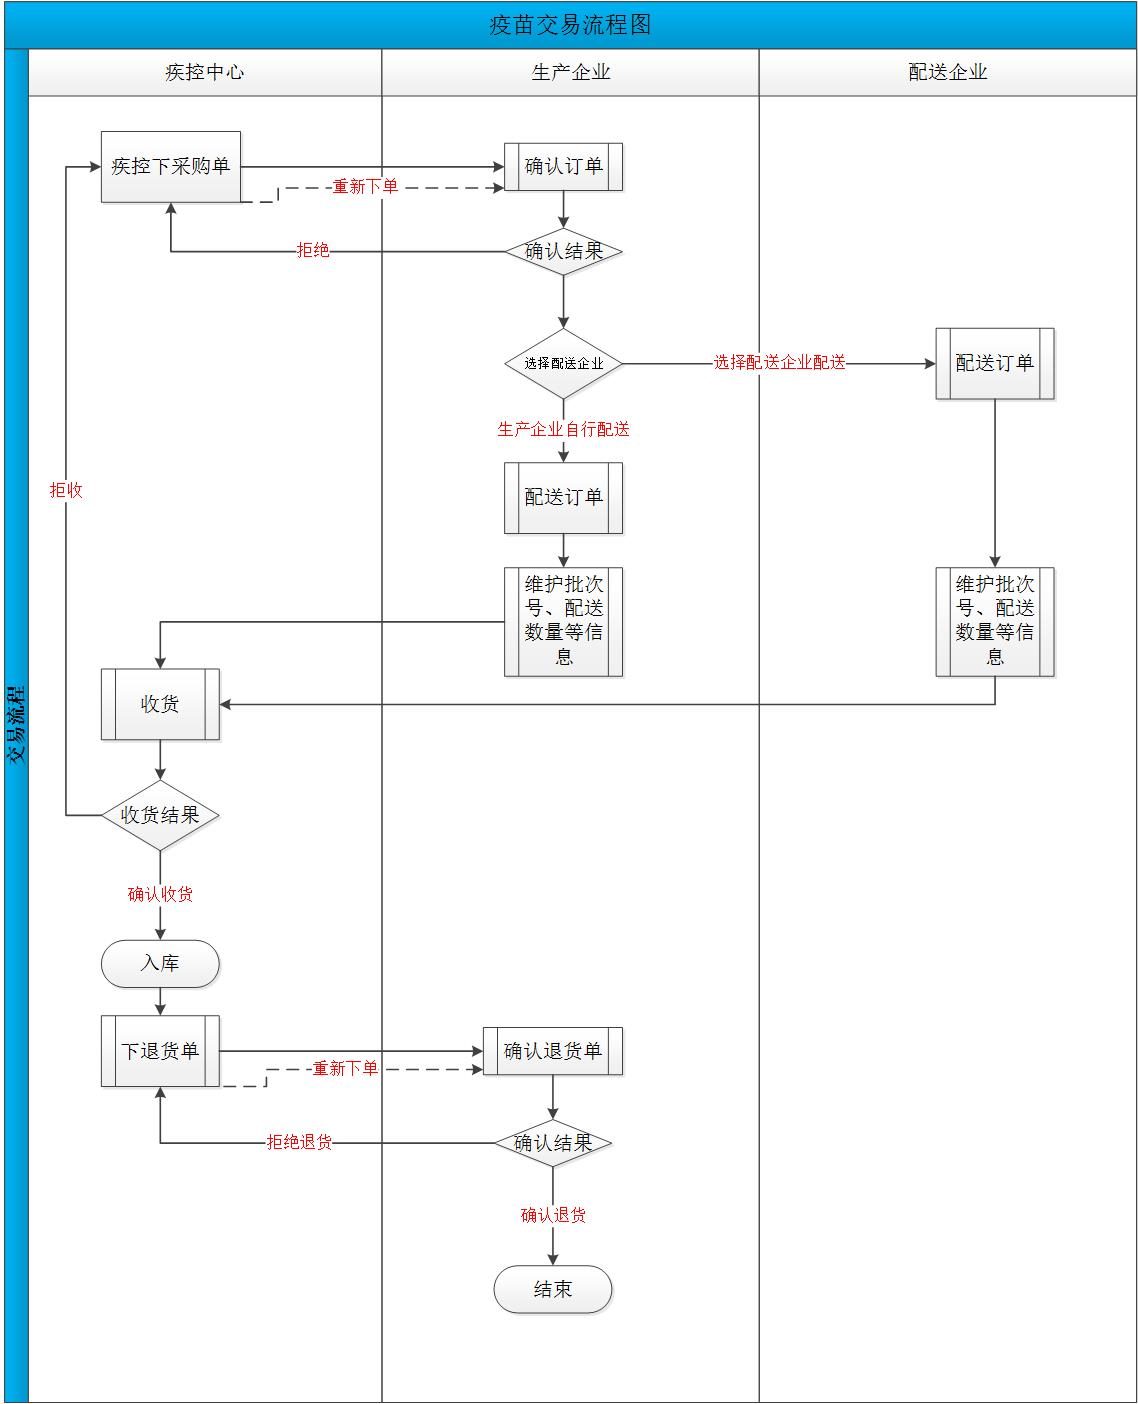 疫苗交易流程图
疾控中心
生产企业
配送企业
交易流程
疾控下采购单
确认订单
重新下单
拒绝
确认结果
选择配送企业
选择配送企业配送
配送订单
生产企业自行配送
拒收
配送订单
维护批次
号、配送
数量等信
息
维护批次
号、配送
数量等信
息
收货
收货结果
确认收货
入库
下退货单
确认退货单
重新下单
拒绝退货
确认结果
确认退货
结束